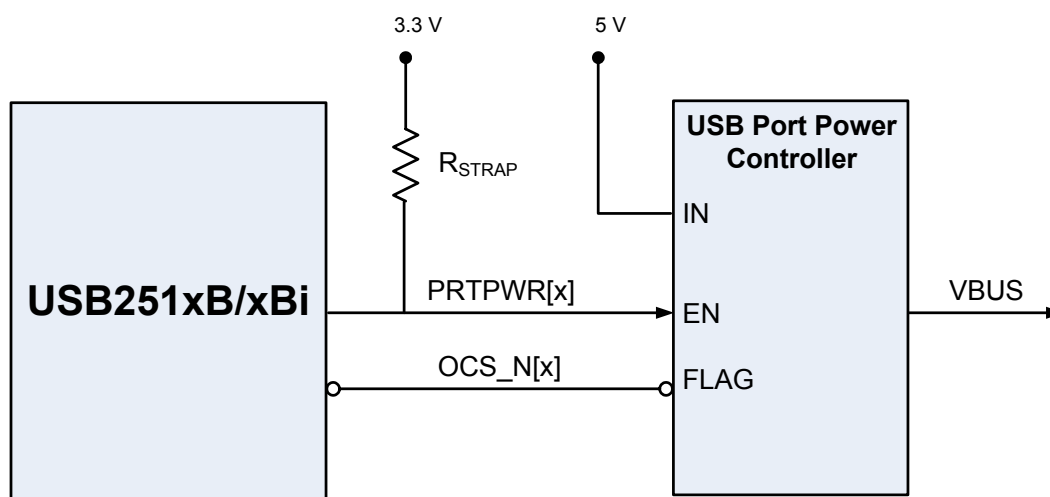 3.3 V
5 V
USB Port Power
Controller
RSTRAP
IN
USB251xB/xBi
PRTPWR[x]
EN
VBUS
OCS_N[x]
FLAG